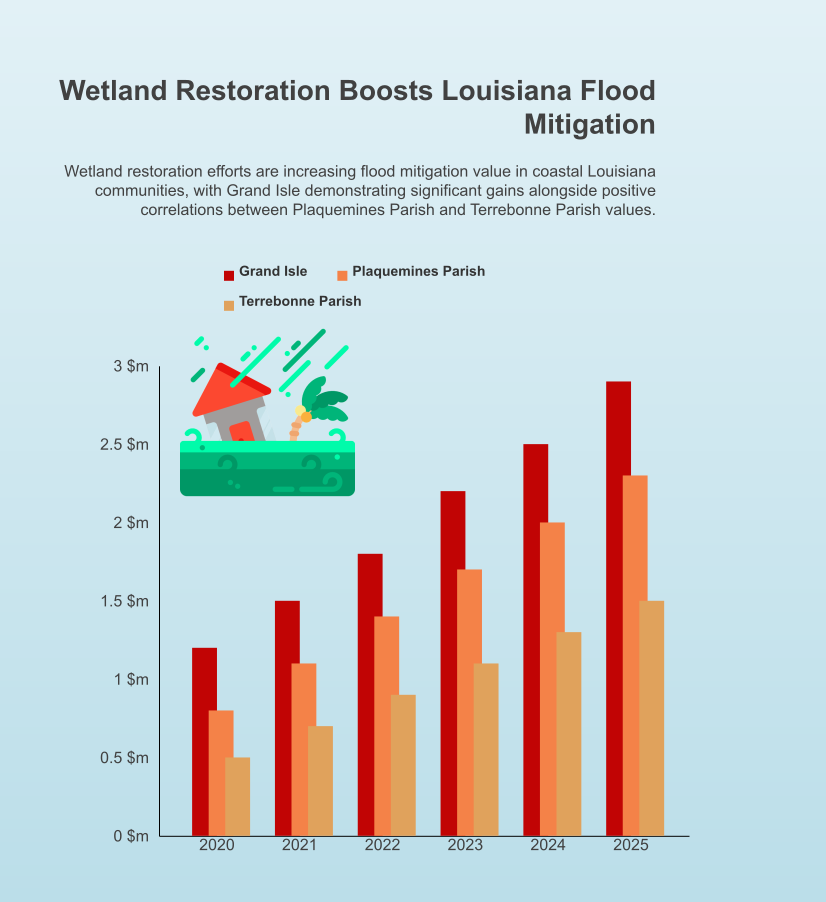 Wetland Restoration Boosts Louisiana Flood
Mitigation
Wetland restoration efforts are increasing flood mitigation value in coastal Louisiana
communities, with Grand Isle demonstrating significant gains alongside positive
correlations between Plaquemines Parish and Terrebonne Parish values.
Grand Isle Plaquemines Parish
Terrebonne Parish
3 $m
2.5 $m
2 $m
1.5 $m
1 $m
0.5 $m
0 $m
2020 2021 2022 2023 2024 2025